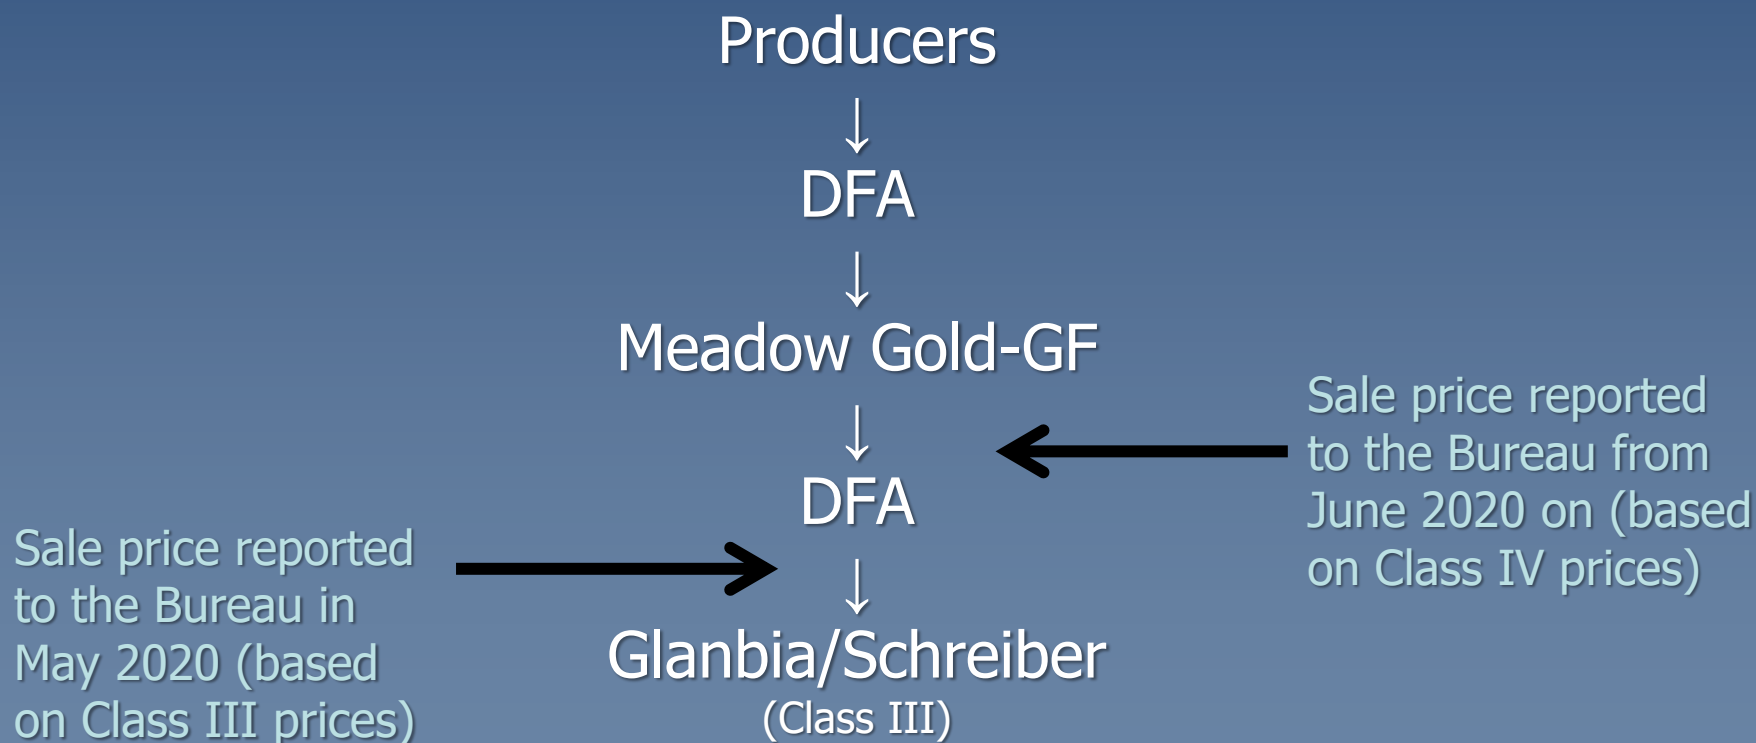 Producers
↓
DFA
↓
Meadow Gold-GF
↓
DFA
↓
Glanbia/Schreiber
(Class III)
Sale price reported
to the Bureau from
June 2020 on (based
on Class IV prices)
Sale price reported
to the Bureau in
May 2020 (based
on Class III prices)